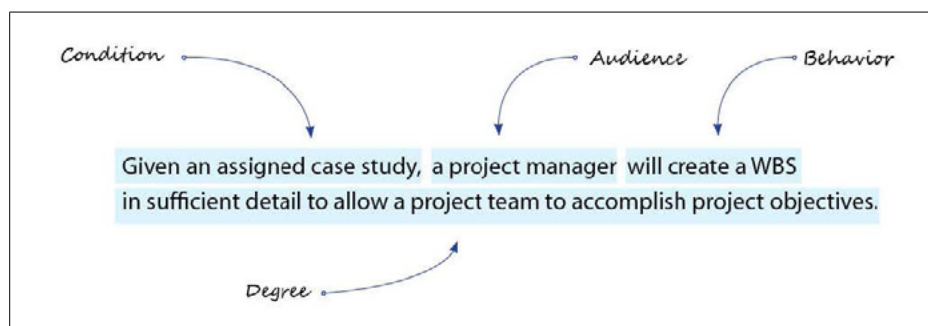 Condition
Audience
Behavior
Given an assigned case study, a project manager will create a WBS
in sufficient detail to allow a project team to accomplish project objectives.
Degree